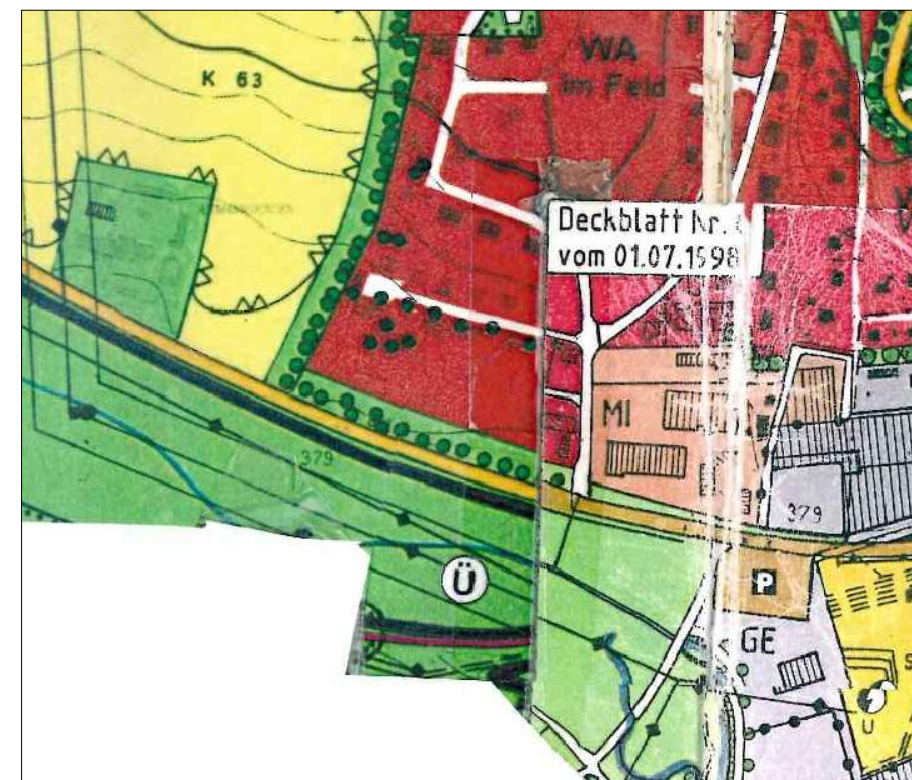 WA
im Feld
K 63
Deckblatt Nr.
vom 01.07.1998
MI
379
379
Ü
P
GE
U